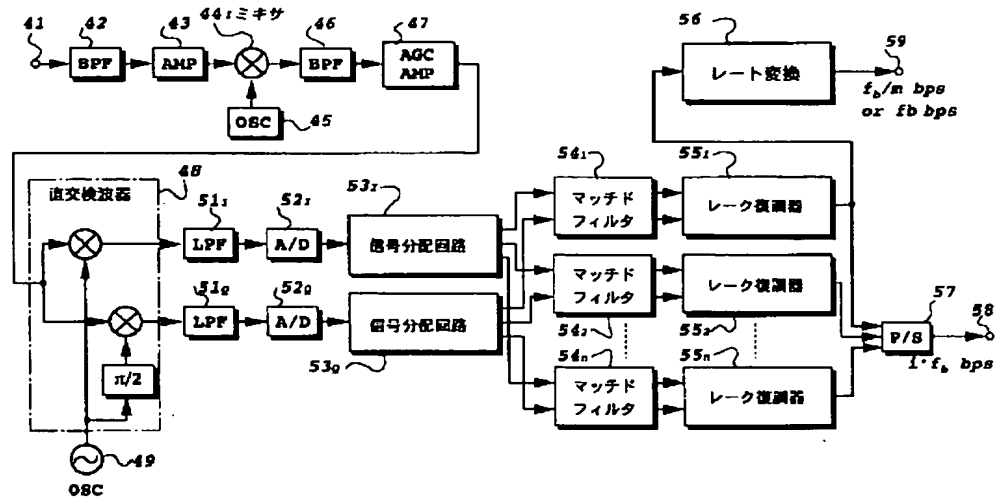 41
42
43
44:ミキサ
46
47
BPF
AMP
BPF
AGC
AMP
OSC
45
56
レート変換
59
fb/m bps
or fb bps
直交検波器
48
51I
52I
53I
LPF
A/D
信号分配回路
51Q
52Q
LPF
A/D
信号分配回路
53Q
π/2
49
OSC
541
551
マッチド
フィルタ
レーク復調器
マッチド
フィルタ
レーク復調器
542
552
54n
55n
マッチド
フィルタ
レーク復調器
57
58
P/S
i・fb bps